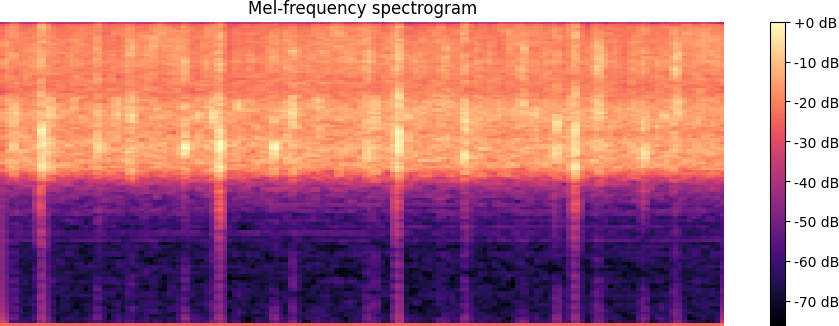 Mel-frequency spectrogram
+0 dB
-10 dB
-20 dB
-30 dB
-40 dB
-50 dB
-60 dB
-70 dB